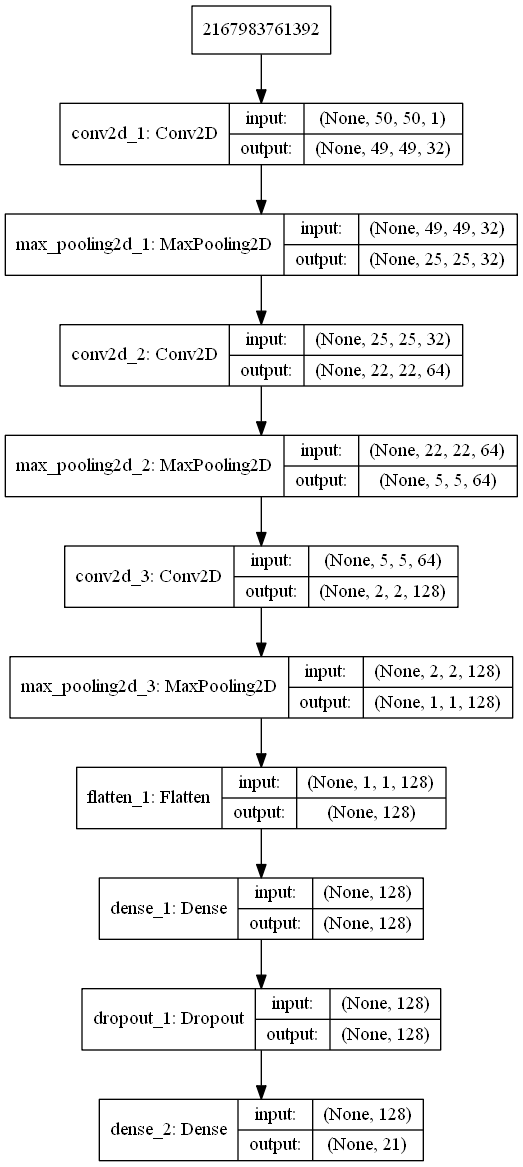 2167983761392
conv2d_1: Conv2D
input:
(None, 50, 50, 1)
output:
(None, 49, 49, 32)
max_pooling2d_1: MaxPooling2D
input:
(None, 49, 49, 32)
output:
(None, 25, 25, 32)
conv2d_2: Conv2D
input:
(None, 25, 25, 32)
output:
(None, 22, 22, 64)
max_pooling2d_2: MaxPooling2D
input:
(None, 22, 22, 64)
output:
(None, 5, 5, 64)
conv2d_3: Conv2D
input:
(None, 5, 5, 64)
output:
(None, 2, 2, 128)
max_pooling2d_3: MaxPooling2D
input:
(None, 2, 2, 128)
output:
(None, 1, 1, 128)
flatten_1: Flatten
input:
(None, 1, 1, 128)
output:
(None, 128)
dense_1: Dense
input:
(None, 128)
output:
(None, 128)
dropout_1: Dropout
input:
(None, 128)
output:
(None, 128)
dense_2: Dense
input:
(None, 128)
output:
(None, 21)